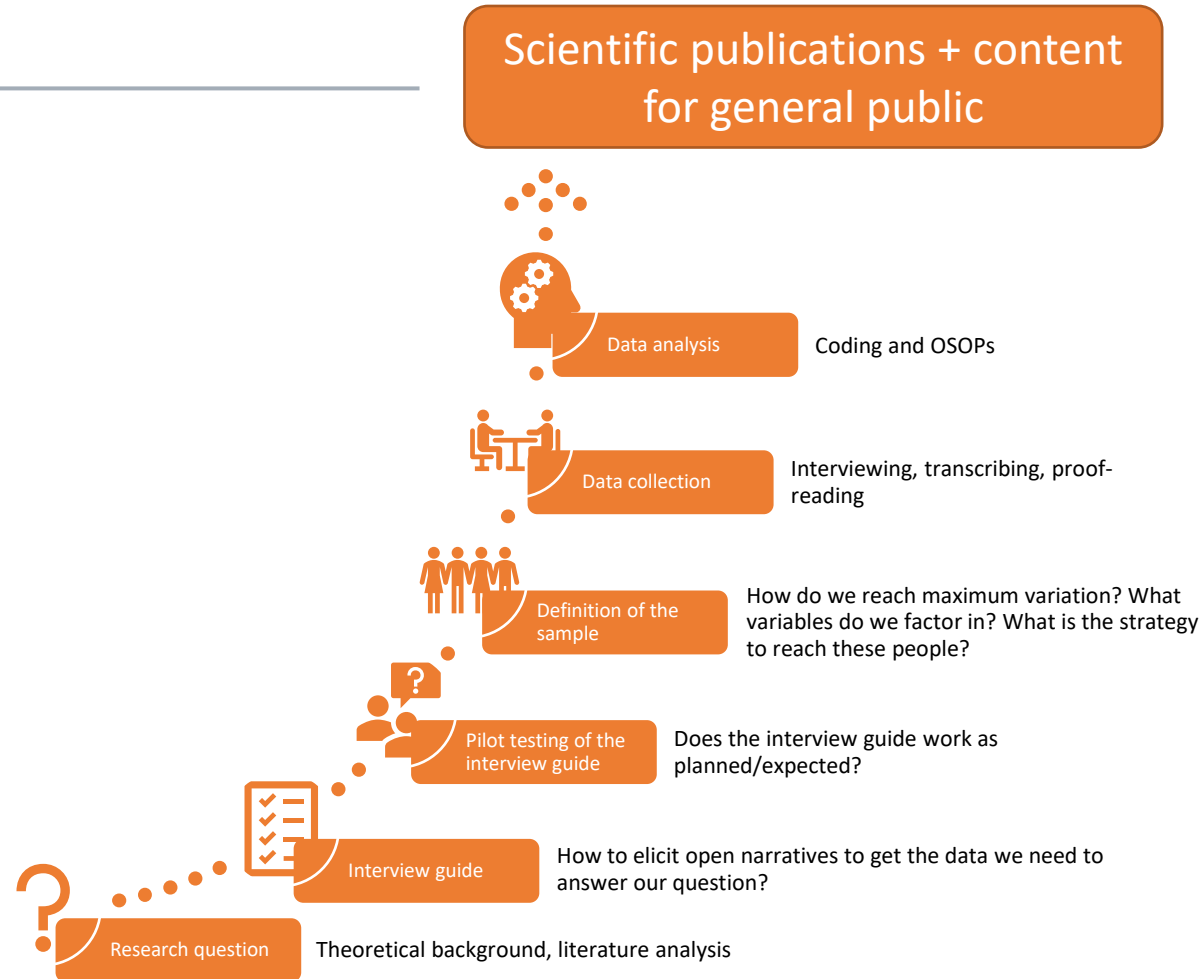 Scientific publications + content
for general public
Data analysis
Coding and OSOPs
Data collection
Interviewing, transcribing, proof-
reading
Definition of the
sample
How do we reach maximum variation? What
variables do we factor in? What is the strategy
to reach these people?
?
Pilot testing of the
interview guide
Does the interview guide work as
planned/expected?
Interview guide
How to elicit open narratives to get the data we need to
answer our question?
?
Research question
Theoretical background, literature analysis